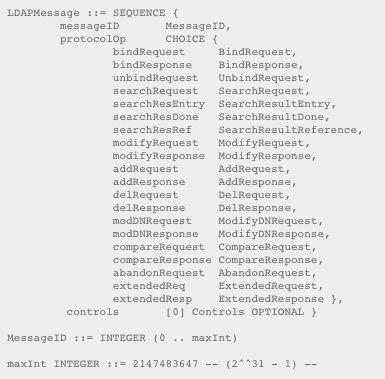 LDAPMessage ::= SEQUENCE {
messageID MessageID,
protocolOp CHOICE {
bindRequest BindRequest,
bindResponse BindResponse,
unbindRequest UnbindRequest,
searchRequest SearchRequest,
searchResEntry SearchResultEntry,
searchResDone SearchResultDone,
searchResRef SearchResultReference,
modifyRequest ModifyRequest,
modifyResponse ModifyResponse,
addRequest AddRequest,
addResponse AddResponse,
delRequest DelRequest,
delResponse DelResponse,
modDNRequest ModifyDNRequest,
modDNResponse ModifyDNResponse,
compareRequest CompareRequest,
compareResponse CompareResponse,
abandonRequest AbandonRequest,
extendedReq ExtendedRequest,
extendedResp ExtendedResponse },
controls [0] Controls OPTIONAL }
MessageID ::= INTEGER (0 .. maxInt)
maxInt INTEGER ::= 2147483647 -- (2^^31 - 1) --